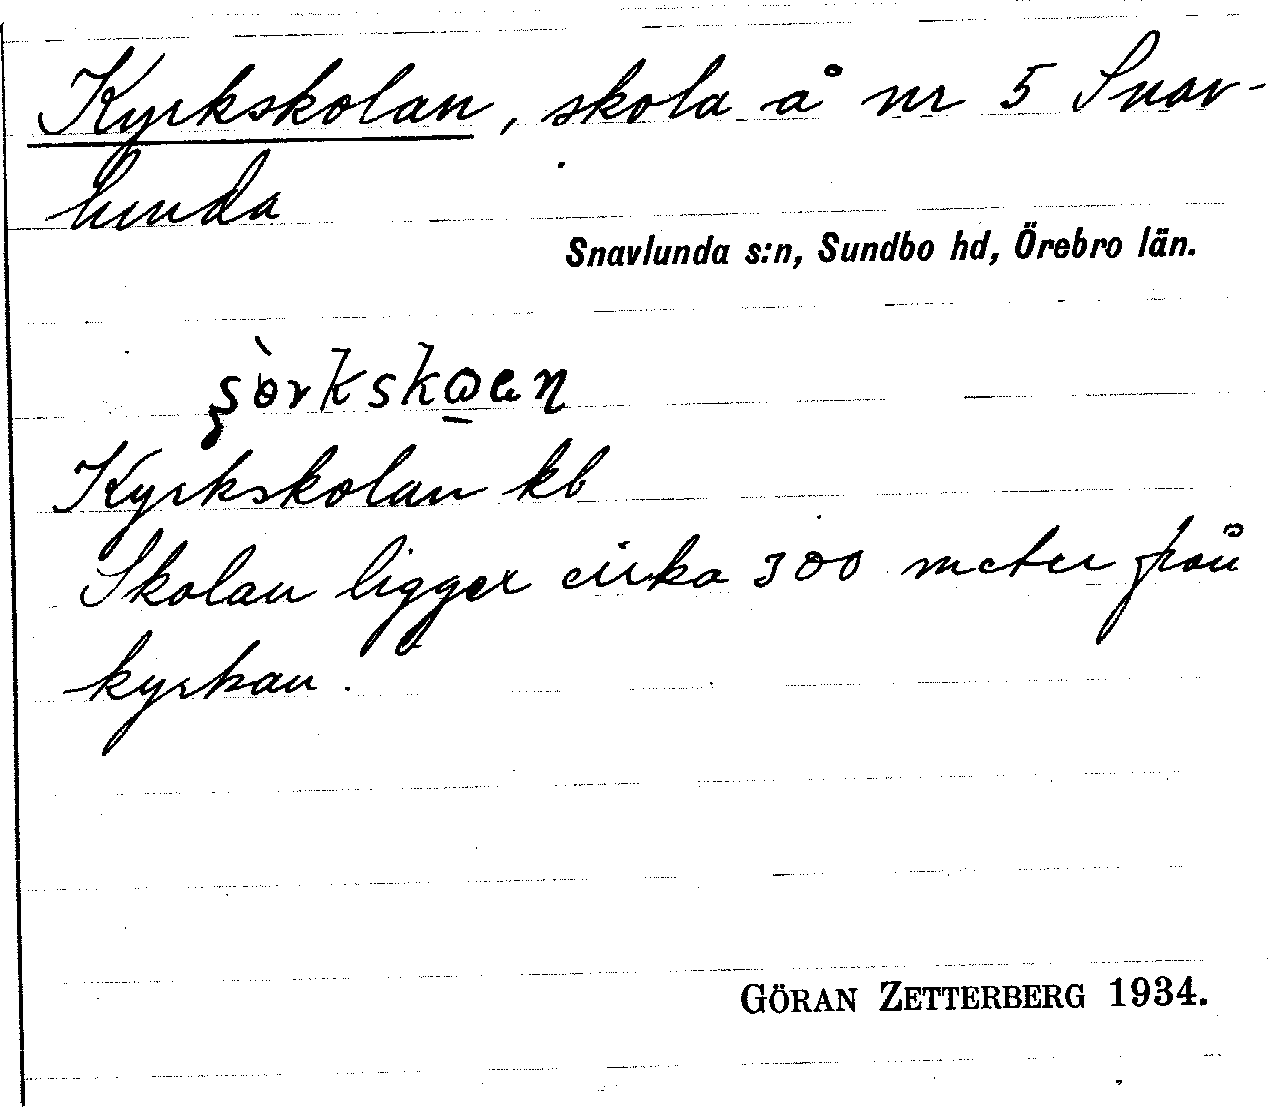 Kyrkskolan, skola å nr 5 Snav-
lunda
Snavlunda s:n, Sundbo hd, Örebro län.
Kyrkskolan kb
Skolan ligger cirka 300 meter från
kyrkan.
GÖRAN ZETTERBERG 1934.